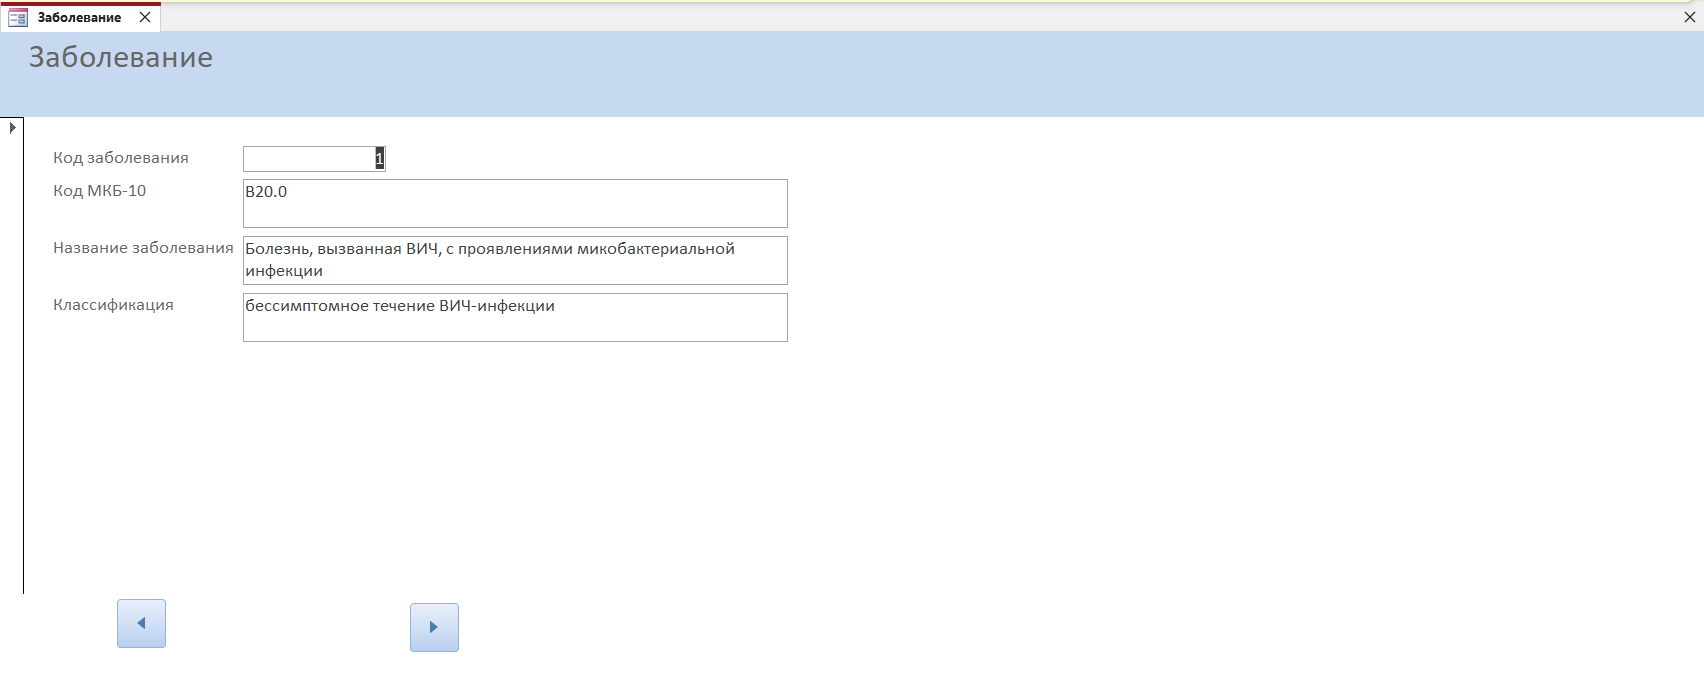 Заболевание
Заболевание
Код заболевания 1
Код МКБ-10 B20.0
Название заболевания Болезнь, вызванная ВИЧ, с проявлениями микобактериальной
инфекции
Классификация бессимптомное течение ВИЧ-инфекции